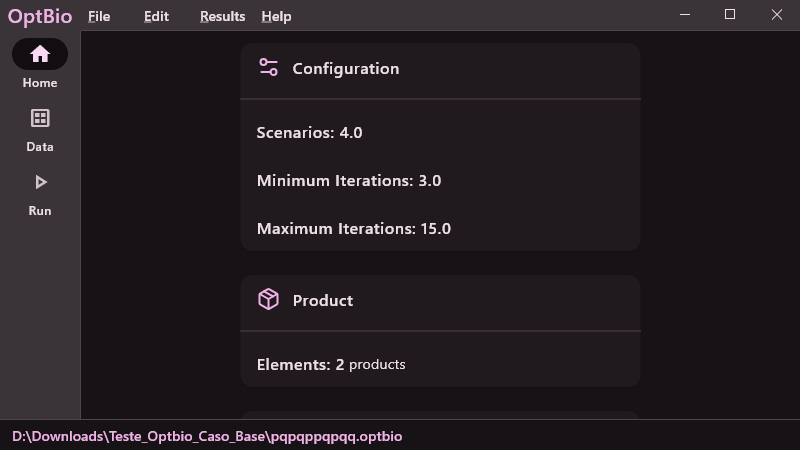 OptBio File Edit Results Help
Home
Data
Run
Configuration
Scenarios: 4.0
Minimum Iterations: 3.0
Maximum Iterations: 15.0
Product
Elements: 2 products
D:\Downloads\Teste_Optbio_Caso_Base\pqpqppqpqq.optbio